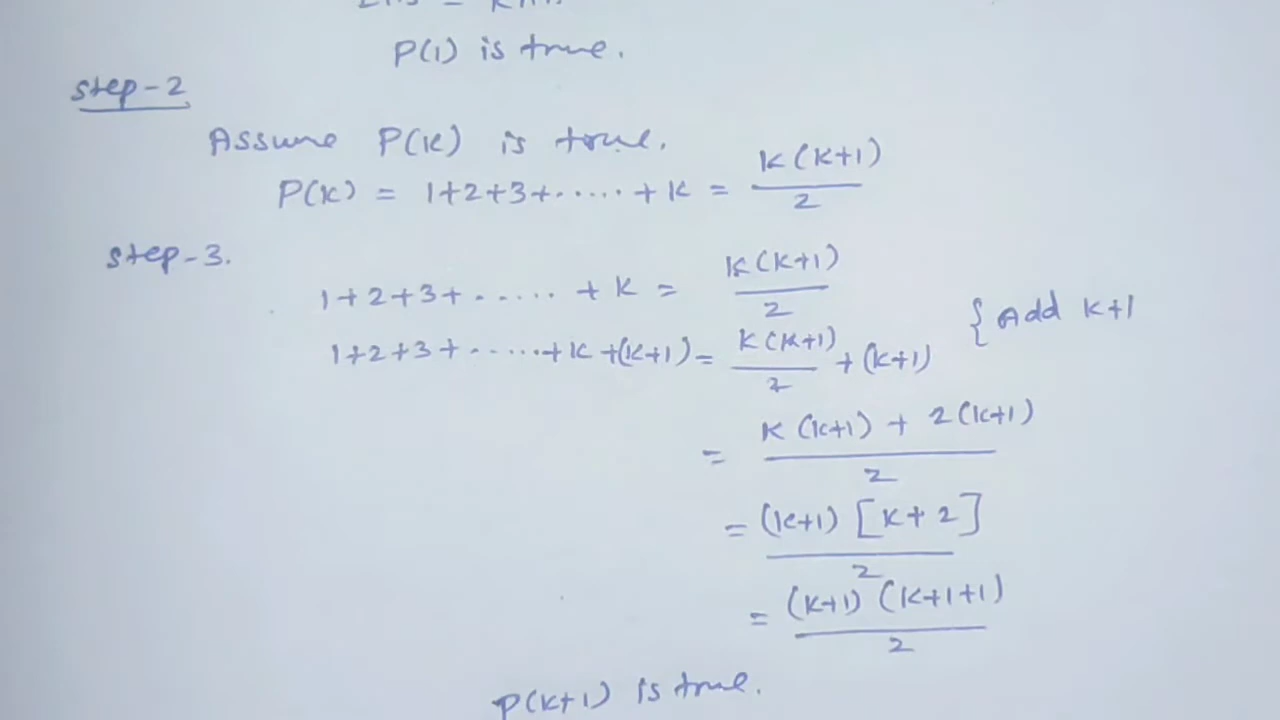 P(1) is true.
step-2
Assume P(k) is true.
P(k) = 1+2+3+.....+k = k(k+1)/2
step-3.
1+2+3+......+k = k(k+1)/2
1+2+3+......+k+(k+1) = k(k+1)/2 + (k+1) { Add k+1
= k(k+1) + 2(k+1)/2
= (k+1)[k+2]/2
= (k+1)(k+1+1)/2
P(k+1) is true.